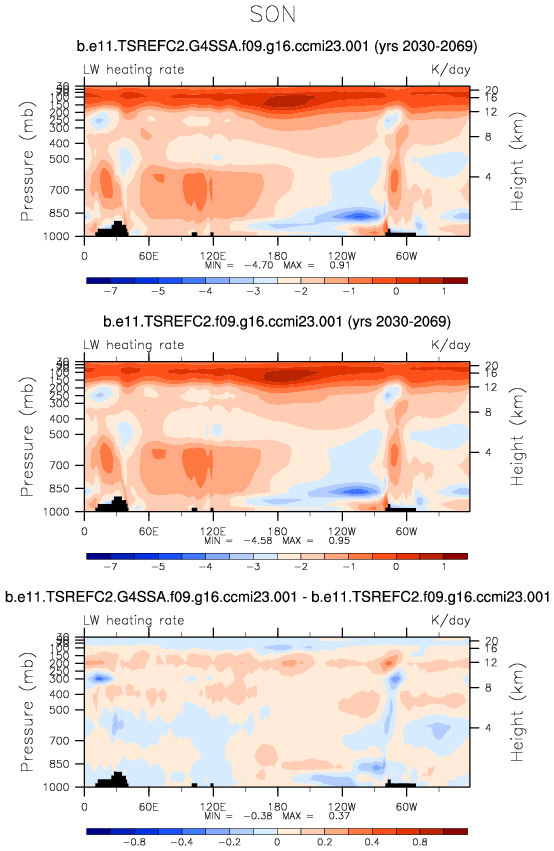 SON
b.e11.TSREFC2.G4SSA.f09.g16.ccmi23.001 (yrs 2030-2069)
LW heating rate K/day
Pressure (mb)
Height (km)
30
100
150
200
250
300
400
500
700
850
1000
20
16
12
8
4
0 60E 120E 180 120W 60W
MIN = -4.70 MAX = 0.91
-7 -5 -4 -3 -2 -1 0 1
b.e11.TSREFC2.f09.g16.ccmi23.001 (yrs 2030-2069)
LW heating rate K/day
Pressure (mb)
Height (km)
30
100
150
200
250
300
400
500
700
850
1000
20
16
12
8
4
0 60E 120E 180 120W 60W
MIN = -4.58 MAX = 0.95
-7 -5 -4 -3 -2 -1 0 1
b.e11.TSREFC2.G4SSA.f09.g16.ccmi23.001 - b.e11.TSREFC2.f09.g16.ccmi23.001
LW heating rate K/day
Pressure (mb)
Height (km)
30
100
150
200
250
300
400
500
700
850
1000
20
16
12
8
4
0 60E 120E 180 120W 60W
MIN = -0.38 MAX = 0.37
-0.8 -0.4 -0.2 0 0.2 0.4 0.8